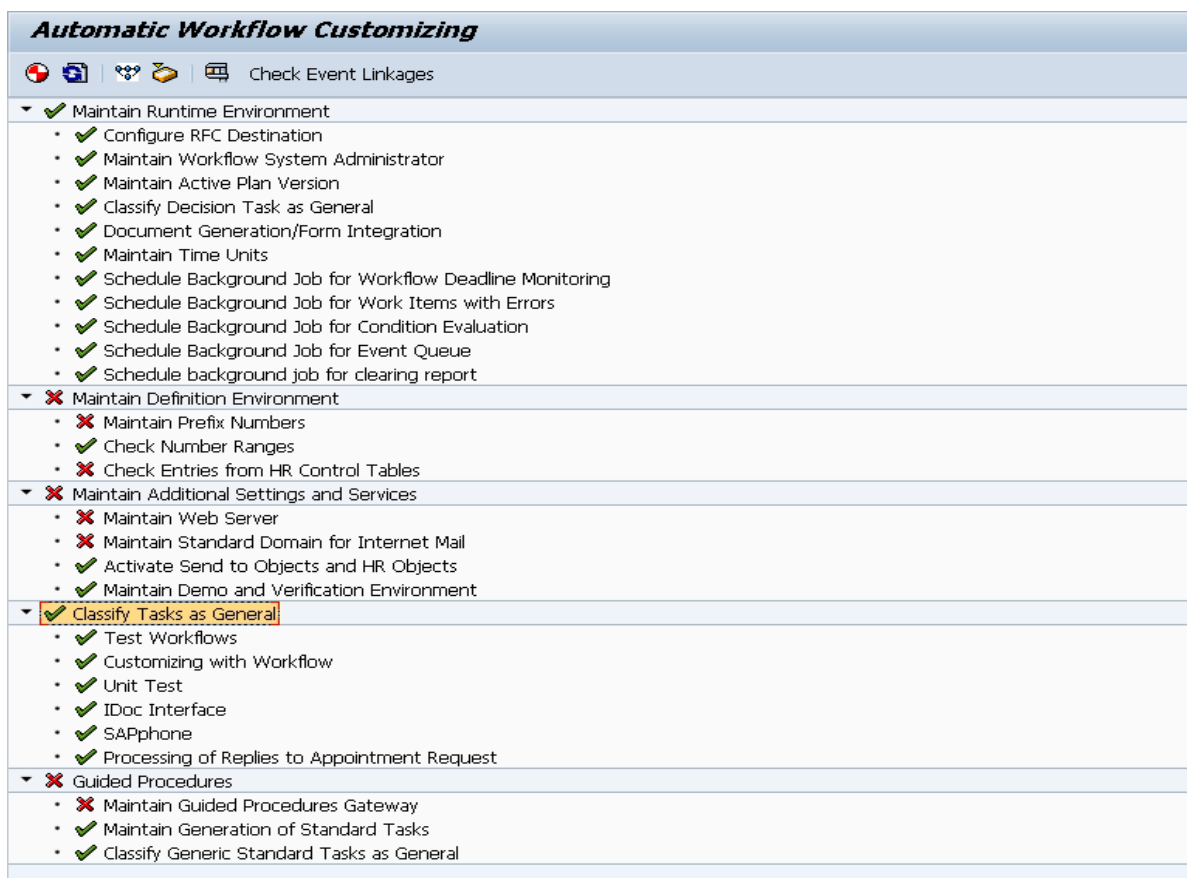 Automatic Workflow Customizing
Check Event Linkages
Maintain Runtime Environment
Configure RFC Destination
Maintain Workflow System Administrator
Maintain Active Plan Version
Classify Decision Task as General
Document Generation/Form Integration
Maintain Time Units
Schedule Background Job for Workflow Deadline Monitoring
Schedule Background Job for Work Items with Errors
Schedule Background Job for Condition Evaluation
Schedule Background Job for Event Queue
Schedule background job for clearing report
Maintain Definition Environment
Maintain Prefix Numbers
Check Number Ranges
Check Entries from HR Control Tables
Maintain Additional Settings and Services
Maintain Web Server
Maintain Standard Domain for Internet Mail
Activate Send to Objects and HR Objects
Maintain Demo and Verification Environment
Classify Tasks as General
Test Workflows
Customizing with Workflow
Unit Test
IDoc Interface
SAPphone
Processing of Replies to Appointment Request
Guided Procedures
Maintain Guided Procedures Gateway
Maintain Generation of Standard Tasks
Classify Generic Standard Tasks as General